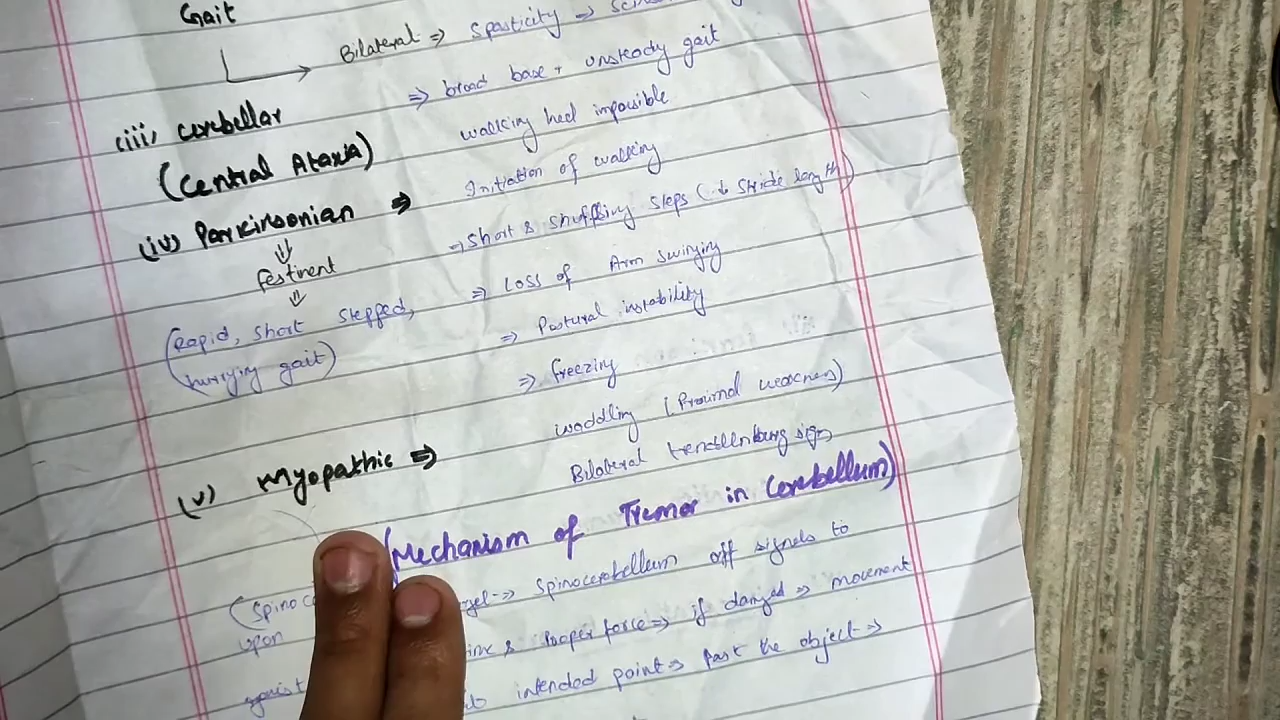 Gait
Bilateral ⇒ Spasticity ⇒
(iii) Cerebellar ⇒ broad base + unsteady gait
(Central Ataxia) walking heel impossible
(iv) Parkinsonian ⇒ Initiation of walking
⇓ ⇒ Short & shuffling steps (↓ stride length)
festinent
⇓ ⇒ Loss of Arm swinging
(Rapid, short stepped, ⇒ Postural instability
hurrying gait) ⇒ freezing
(v) Myopathic ⇒ waddling (Proximal weakness)
Bilateral trendlenburg sign
(Mechanism of Tremor in Cerebellum)
(Spino ⇒ Spinocerebellum off signals to
upon & Proper force ⇒ if damged ⇒ movement
intended point ⇒ Past the object ⇒